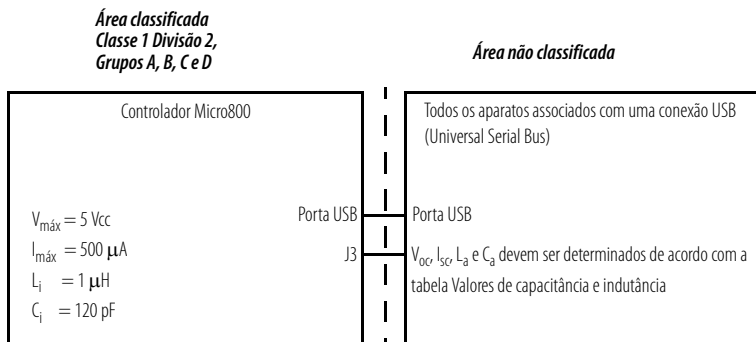 Área classificada
Classe 1 Divisão 2,
Grupos A, B, C e D
Área não classificada
Controlador Micro800
Todos os aparatos associados com uma conexão USB
(Universal Serial Bus)
Vmáx = 5 Vcc
Imáx = 500 μA
Li = 1 μH
Ci = 120 pF
Porta USB
J3
Porta USB
Voc, Isc, La e Ca devem ser determinados de acordo com a
tabela Valores de capacitância e indutância